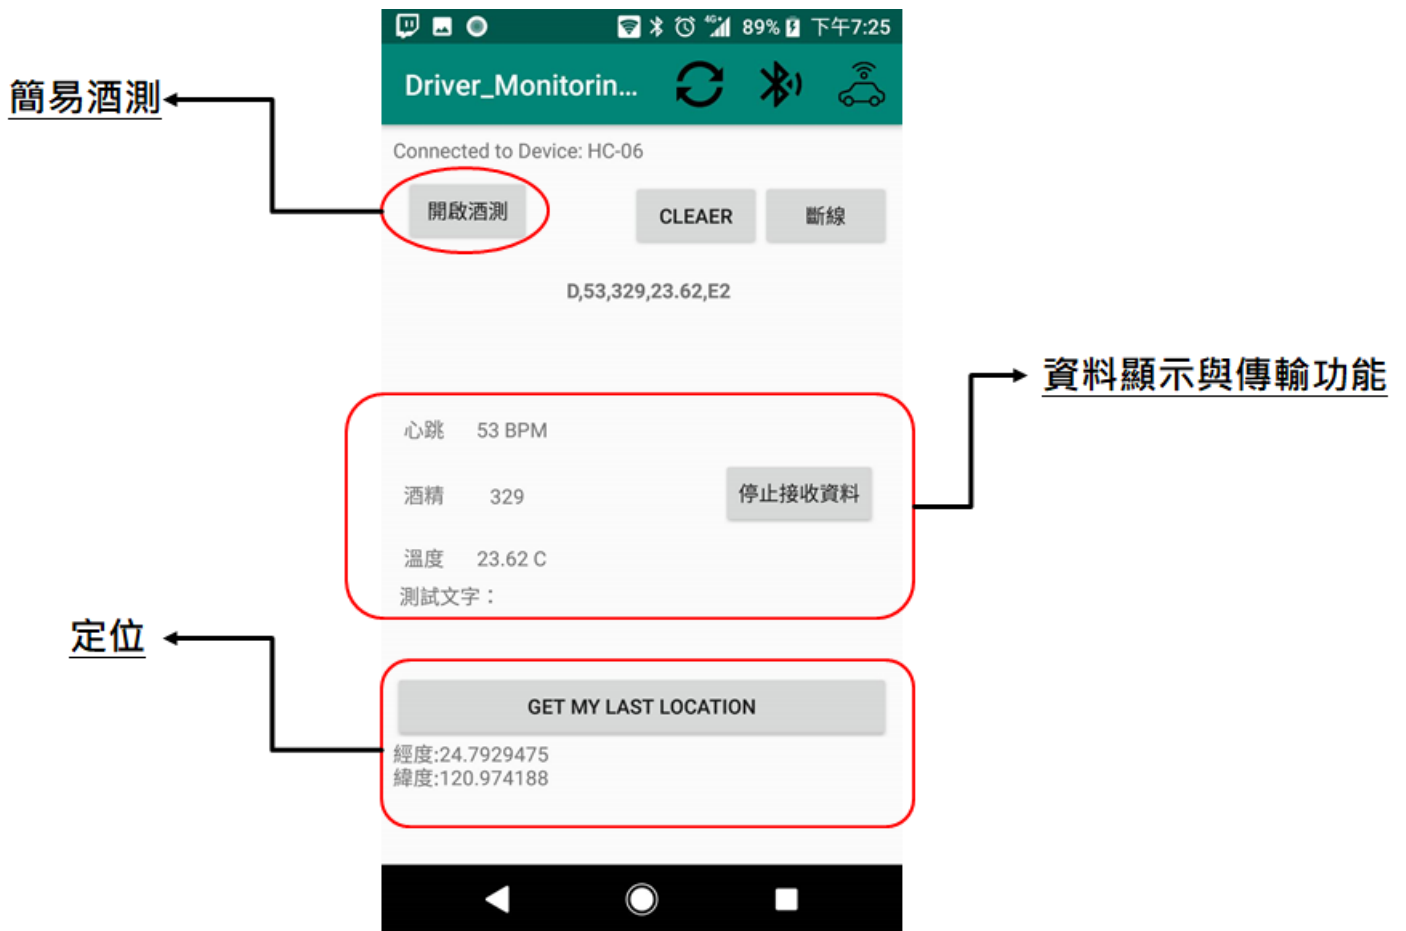 89% 下午7:25
簡易酒測
Driver_Monitorin...
Connected to Device: HC-06
開啟酒測
CLEAER
斷線
D,53,329,23.62,E2
資料顯示與傳輸功能
心跳 53 BPM
酒精 329
停止接收資料
溫度 23.62 C
測試文字：
定位
GET MY LAST LOCATION
經度:24.7929475
緯度:120.974188